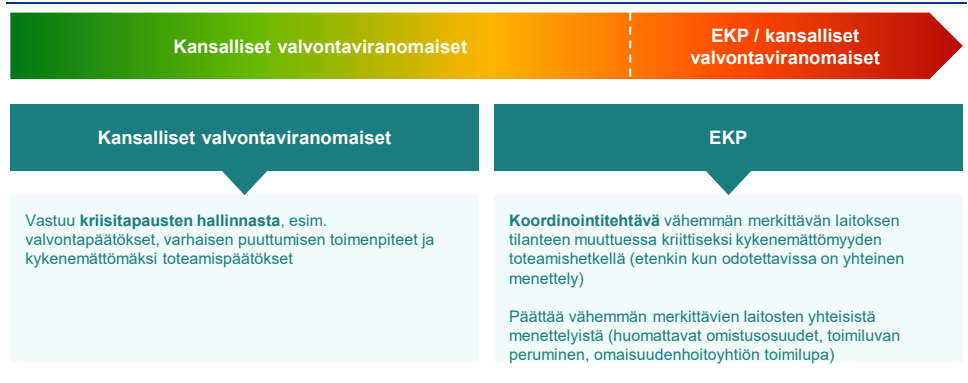 Kansalliset valvontaviranomaiset
EKP / kansalliset
valvontaviranomaiset
Kansalliset valvontaviranomaiset
EKP
Vastuu kriisitapausten hallinnasta, esim.
valvontapäätökset, varhaisen puuttumisen toimenpiteet ja
kykenemättömäksi toteamispäätökset
Koordinointitehtävä vähemmän merkittävän laitoksen
tilanteen muuttuessa kriittiseksi kykenemättömyyden
toteamishetkellä (etenkin kun odotettavissa on yhteinen
menettely)
Päättää vähemmän merkittävien laitosten yhteisistä
menettelyistä (huomattavat omistusosuudet, toimiluvan
peruminen, omaisuudenhoitoyhtiön toimilupa)